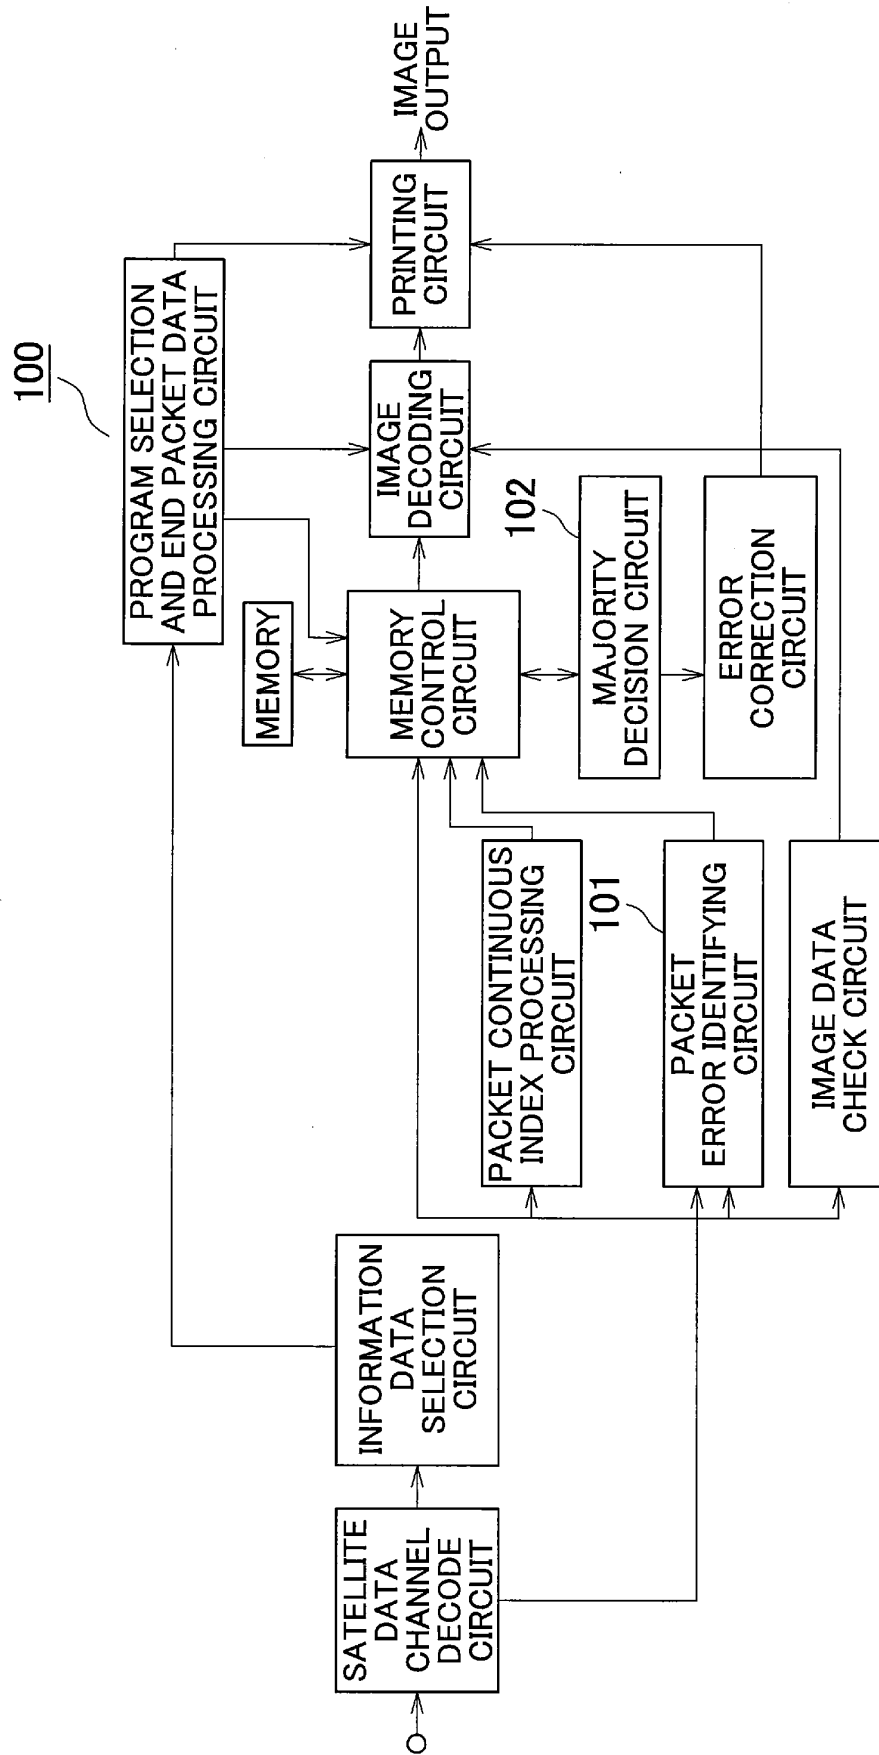 100
PROGRAM SELECTION
AND END PACKET DATA
PROCESSING CIRCUIT
MEMORY
SATELLITE
DATA
CHANNEL
DECODE
CIRCUIT
INFORMATION
DATA
SELECTION
CIRCUIT
MEMORY
CONTROL
CIRCUIT
IMAGE
DECODING
CIRCUIT
PRINTING
CIRCUIT
IMAGE
OUTPUT
PACKET CONTINUOUS
INDEX PROCESSING
CIRCUIT
102
MAJORITY
DECISION CIRCUIT
101
PACKET
ERROR IDENTIFYING
CIRCUIT
ERROR
CORRECTION
CIRCUIT
IMAGE DATA
CHECK CIRCUIT